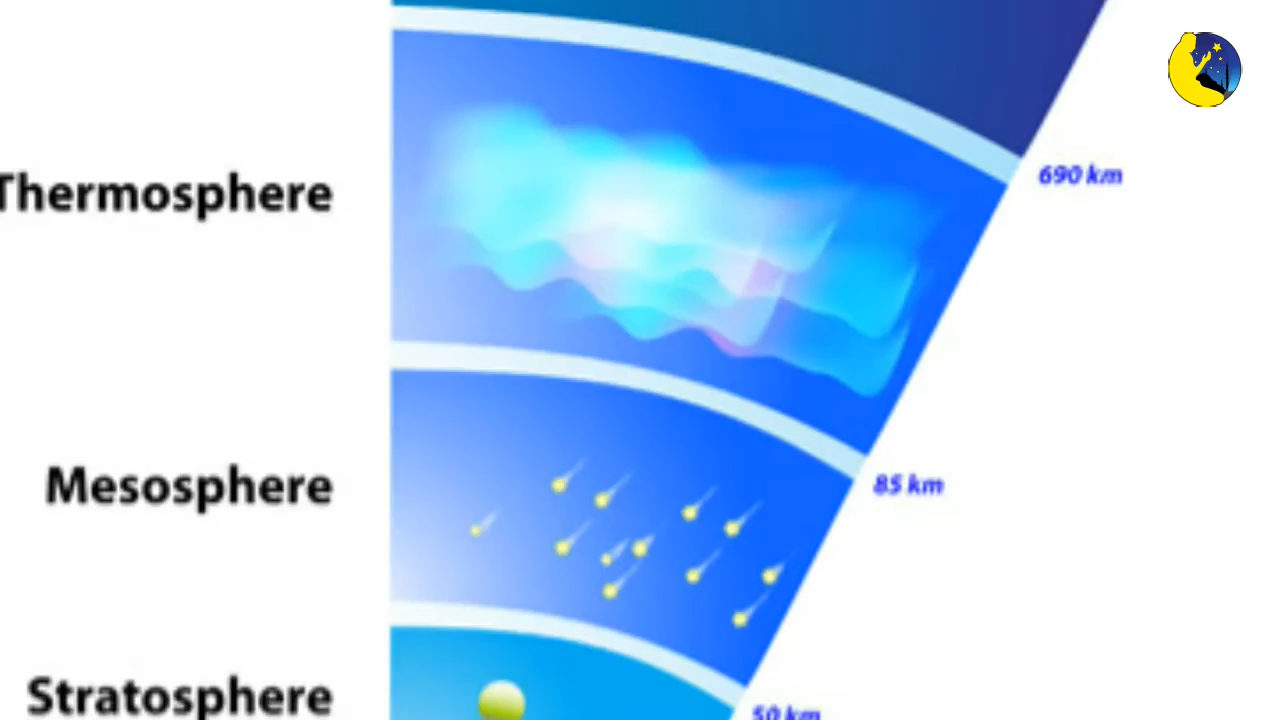 Thermosphere
690 km
Mesosphere
85 km
Stratosphere
50 km